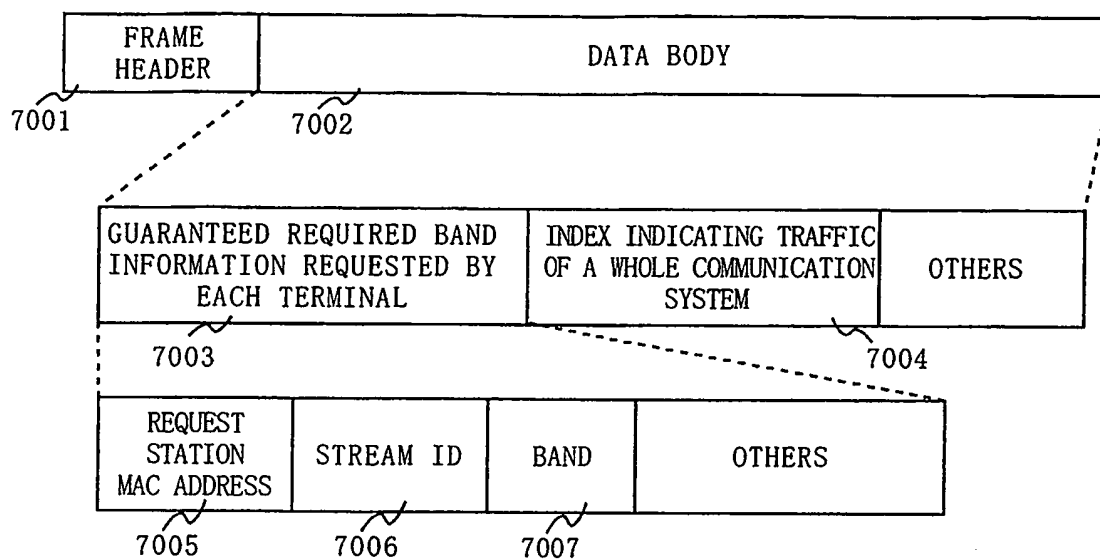 FRAME
HEADER
DATA BODY
7001
7002
GUARANTEED REQUIRED BAND
INFORMATION REQUESTED BY
EACH TERMINAL
INDEX INDICATING TRAFFIC
OF A WHOLE COMMUNICATION
SYSTEM
OTHERS
7003
7004
REQUEST
STATION
MAC ADDRESS
STREAM ID
BAND
OTHERS
7005
7006
7007